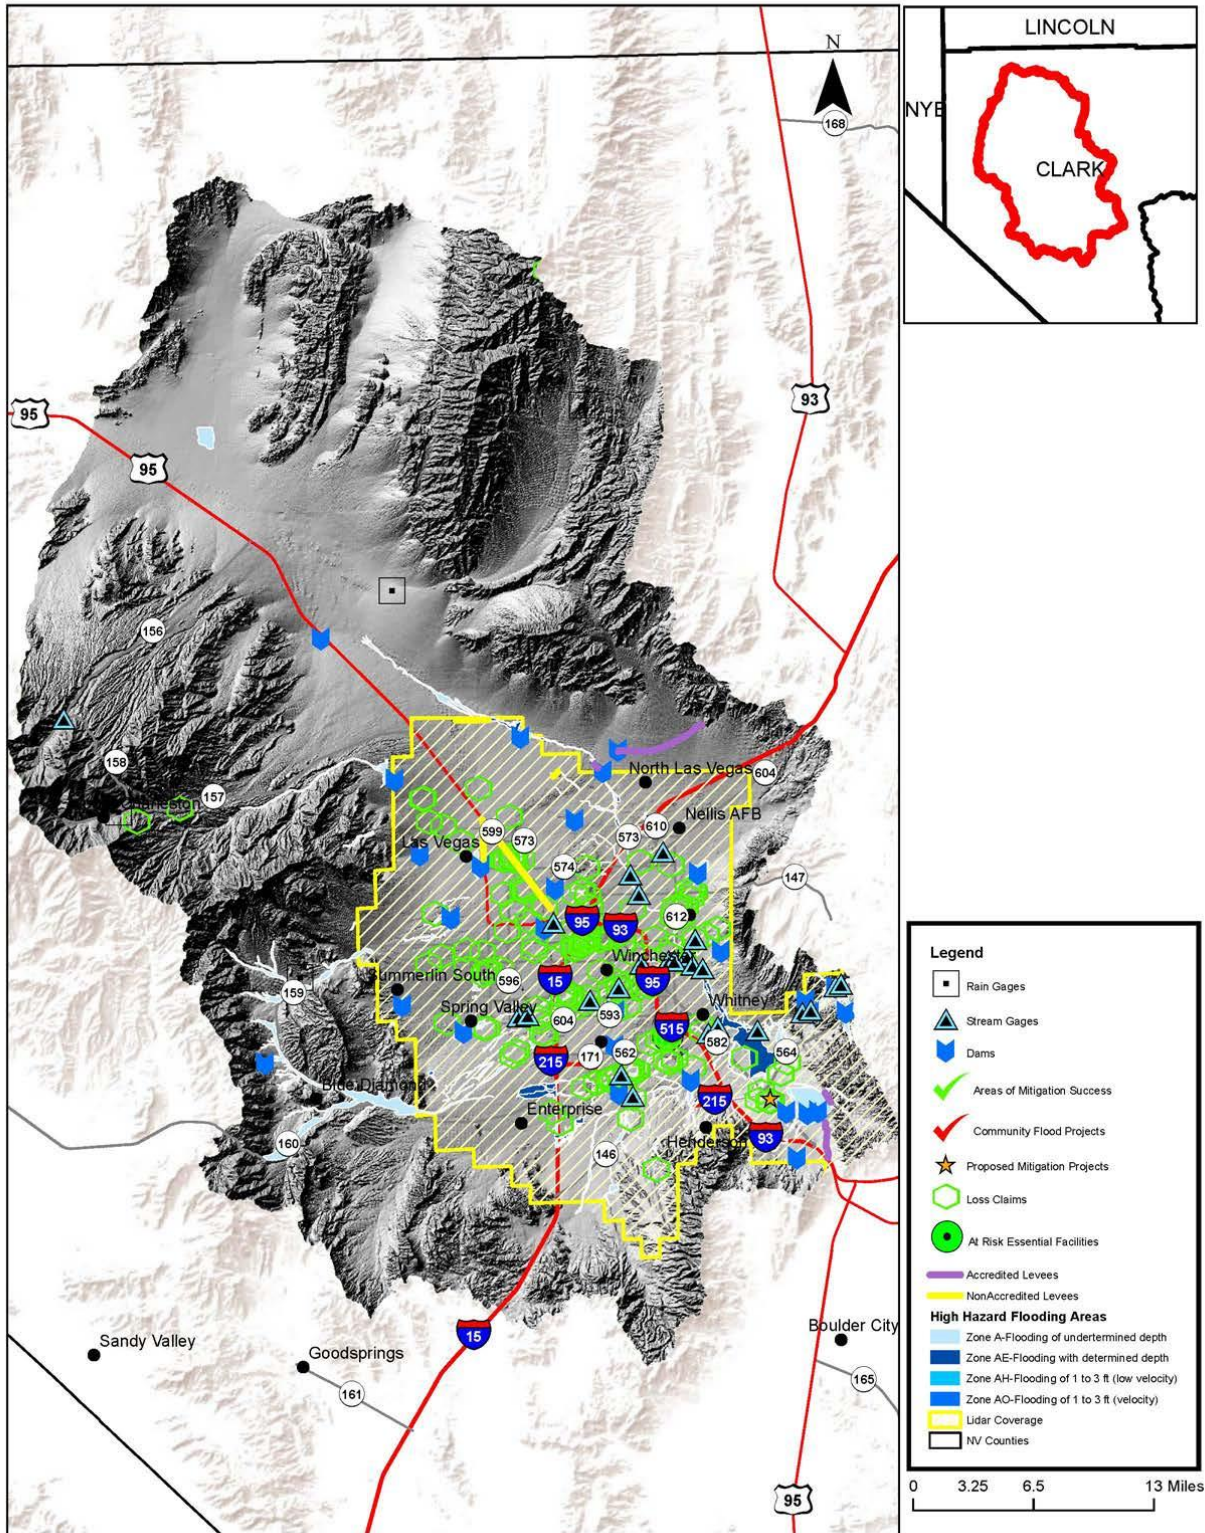 N
168
95
93
95
156
158
157
Charleston
North Las Vegas
604
Nellis AFB
610
599
573
573
Las Vegas
574
147
612
95
93
Winchester
Summerlin South
596
15
95
159
Spring Valley
604
593
Whitney
515
582
215
171
562
564
Blue Diamond
215
Enterprise
160
Henderson
93
146
15
Sandy Valley
Goodsprings
161
Boulder City
165
95
LINCOLN
NYE
CLARK
Legend
Rain Gages
Stream Gages
Dams
Areas of Mitigation Success
Community Flood Projects
Proposed Mitigation Projects
Loss Claims
At Risk Essential Facilities
Accredited Levees
NonAccredited Levees
High Hazard Flooding Areas
Zone A-Flooding of undertermined depth
Zone AE-Flooding with determined depth
Zone AH-Flooding of 1 to 3 ft (low velocity)
Zone AO-Flooding of 1 to 3 ft (velocity)
Lidar Coverage
NV Counties
0 3.25 6.5 13 Miles